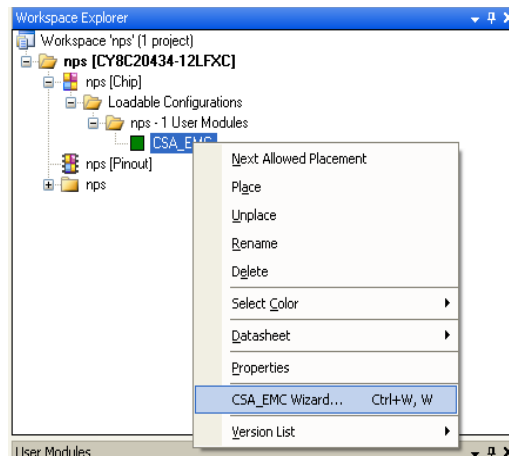 Workspace Explorer
Workspace 'nps' (1 project)
nps [CY8C20434-12LFXC]
nps [Chip]
Loadable Configurations
nps - 1 User Modules
CSA_EMC
nps [Pinout]
nps
Next Allowed Placement
Place
Unplace
Rename
Delete
Select Color
Datasheet
Properties
CSA_EMC Wizard... Ctrl+W, W
Version List
User Modules